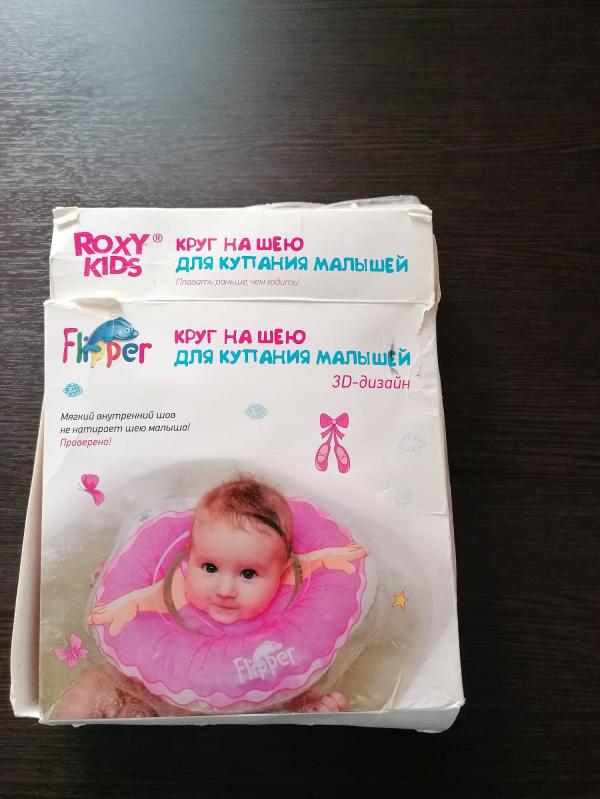 ROXY®
KIDS
КРУГ НА ШЕЮ
ДЛЯ КУПАНИЯ МАЛЫШЕЙ
Плавать раньше, чем ходить!
Flipper
КРУГ НА ШЕЮ
ДЛЯ КУПАНИЯ МАЛЫШЕЙ
3D-дизайн
Мягкий внутренний шов
не натирает шею малыша!
Проверено!
Flipper